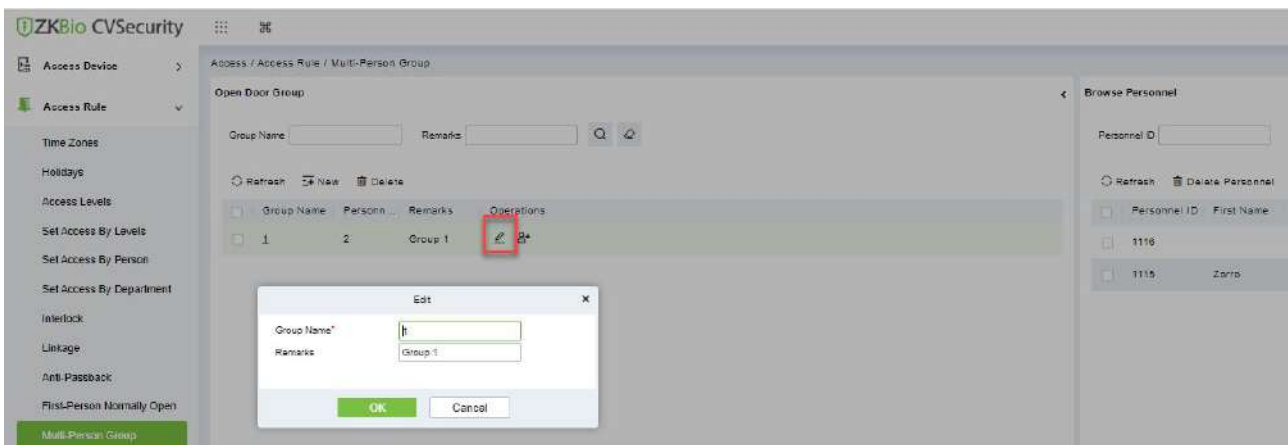 ZKBio CVSecurity
Access Device
Access Rule
Time Zones
Holidays
Access Levels
Set Access By Levels
Set Access By Person
Set Access By Department
Interlock
Linkage
Anti-Passback
First-Person Normally Open
Multi-Person Group
Access / Access Rule / Multi-Person Group
Open Door Group
Group Name Remarks
Refresh New Delete
Group Name Personn... Remarks Operations
1 2 Group 1
Edit
Group Name*
Remarks Group 1
OK Cancel
Browse Personnel
Personnel ID
Refresh Delete Personnel
Personnel ID First Name
1116
1115 Zorro